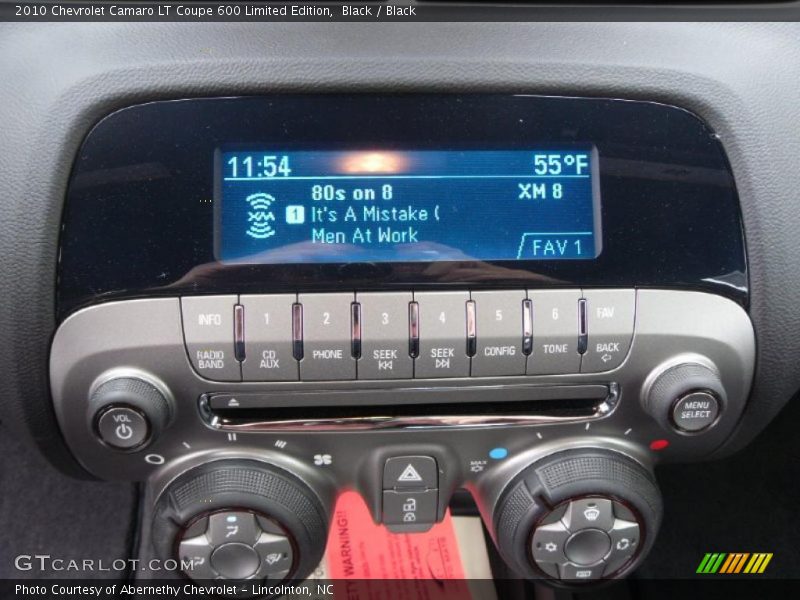 2010 Chevrolet Camaro LT Coupe 600 Limited Edition,  Black / Black
11:54 55°F
80s on 8 XM 8
XM 1 It's A Mistake (
Men At Work
FAV 1
INFO 1 2 3 4 5 6 FAV
RADIO BAND CD AUX PHONE SEEK SEEK CONFIG TONE BACK
VOL
MENU SELECT
MAX
WARNING!
GTCARLOT.COM
Photo Courtesy of Abernethy Chevrolet – Lincolnton, NC